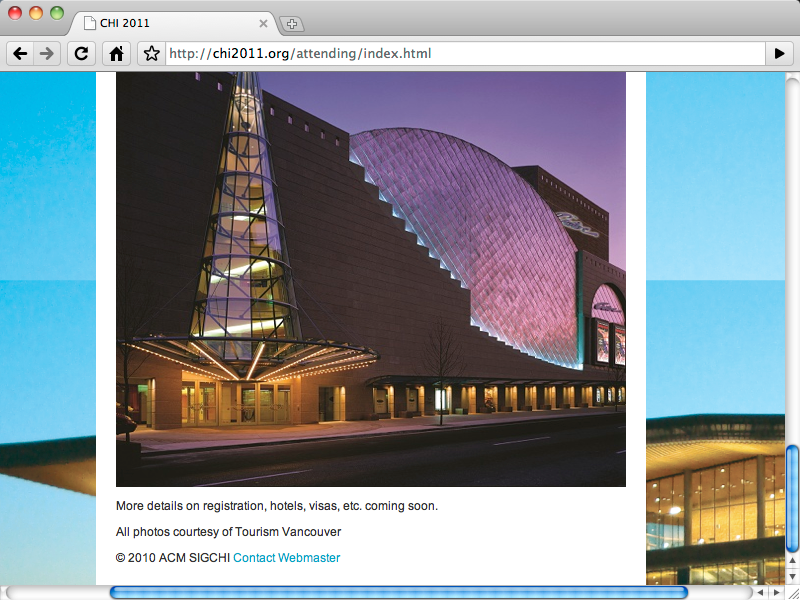 CHI 2011
http://chi2011.org/attending/index.html
More details on registration, hotels, visas, etc. coming soon.
All photos courtesy of Tourism Vancouver
© 2010 ACM SIGCHI Contact Webmaster